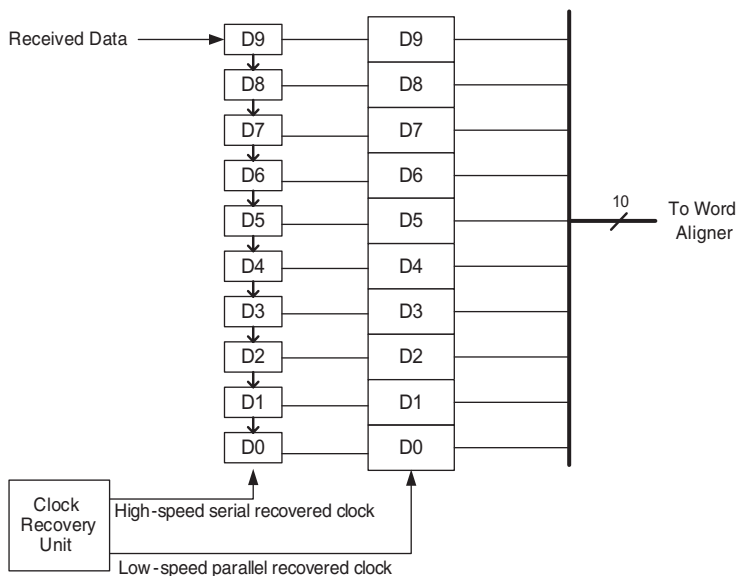 Received Data
D9
D9
D8
D8
D7
D7
D6
D6
D5
D5
10
To Word
Aligner
D4
D4
D3
D3
D2
D2
D1
D1
D0
D0
Clock
Recovery
Unit
High-speed serial recovered clock
Low-speed parallel recovered clock